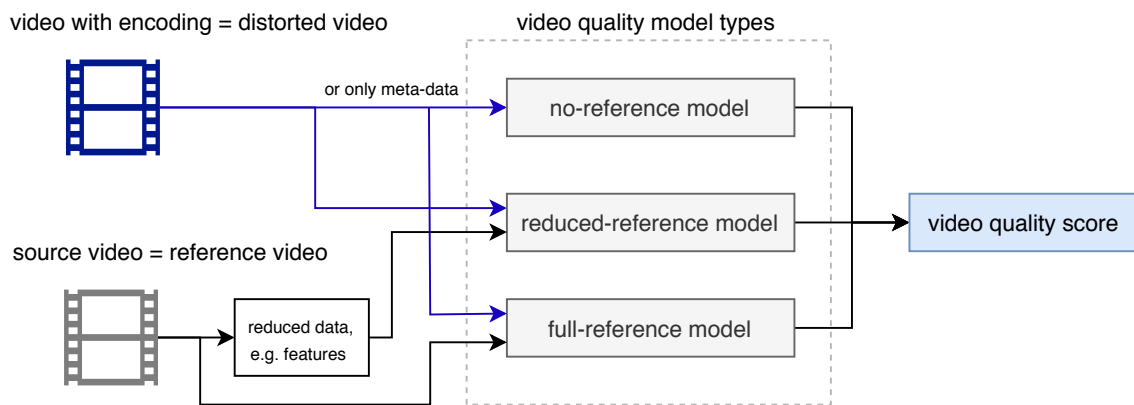 video with encoding = distorted video
video quality model types
or only meta-data
no-reference model
reduced-reference model
video quality score
source video = reference video
reduced data,
e.g. features
full-reference model